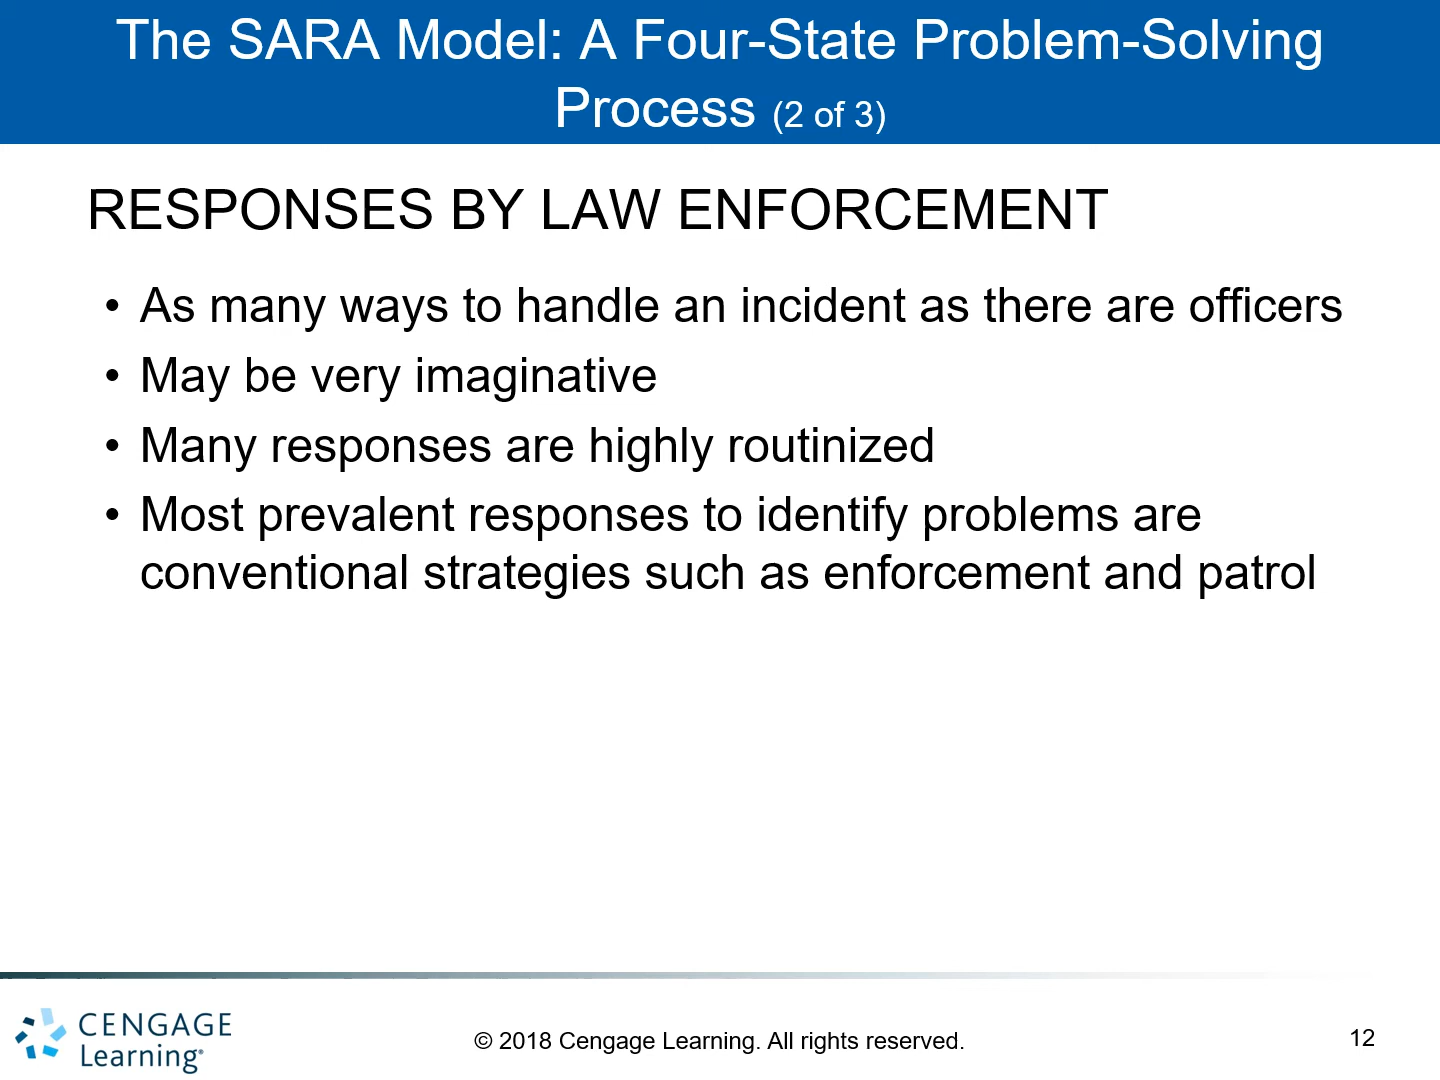 The SARA Model: A Four-State Problem-Solving
Process (2 of 3)
RESPONSES BY LAW ENFORCEMENT
• As many ways to handle an incident as there are officers
• May be very imaginative
• Many responses are highly routinized
• Most prevalent responses to identify problems are
conventional strategies such as enforcement and patrol
CENGAGE
Learning®
© 2018 Cengage Learning. All rights reserved.
12